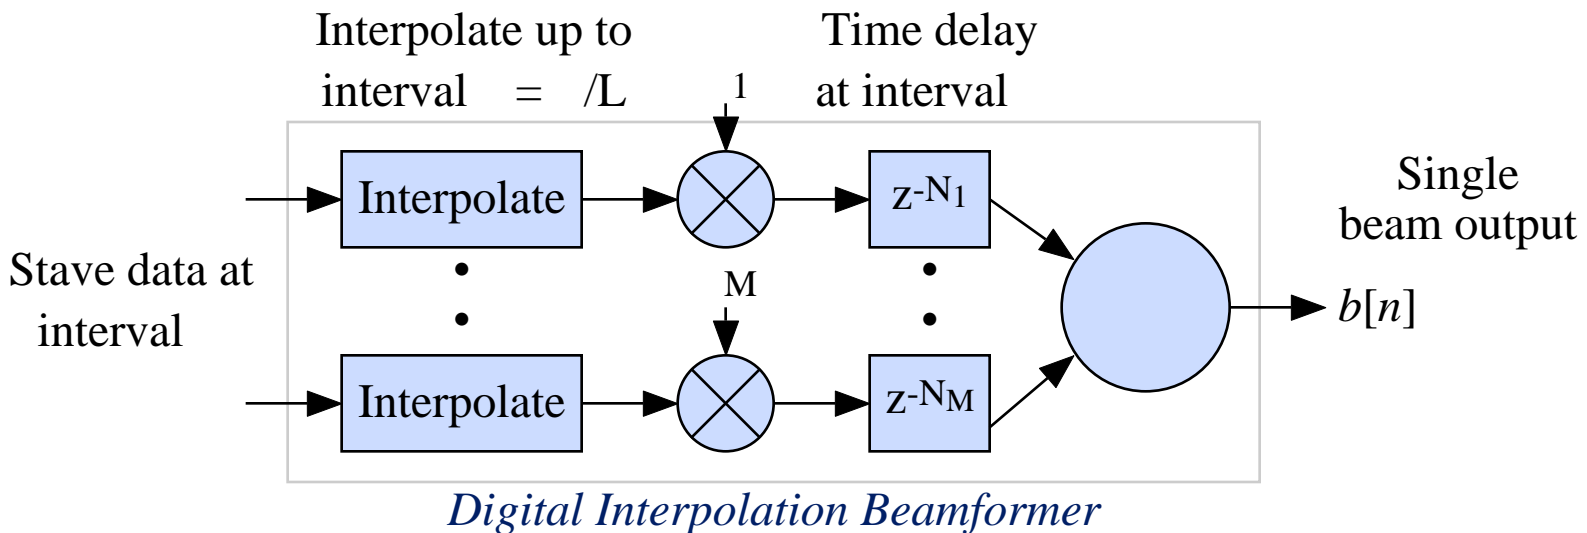 Interpolate up to
interval = /L
Time delay
at interval
1
Interpolate
z-N1
Single
beam output
Stave data at
interval
M
b[n]
Interpolate
z-NM
Digital Interpolation Beamformer